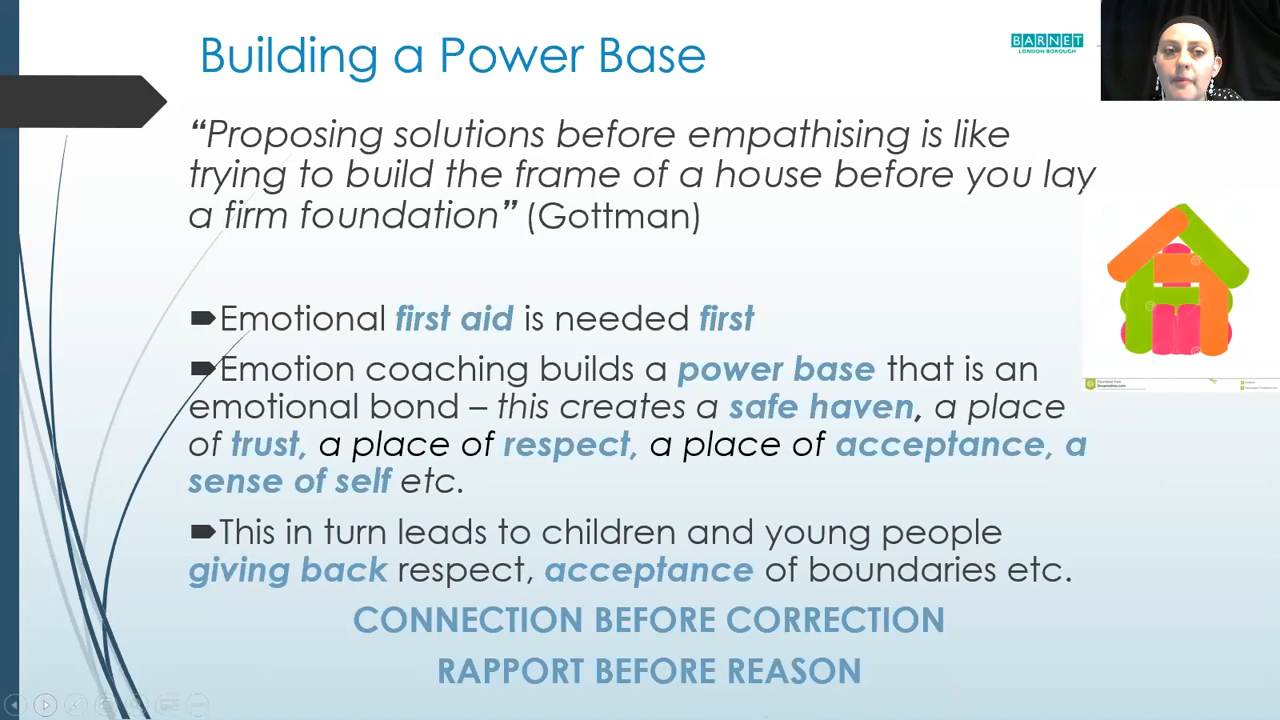 Building a Power Base
BARNET
LONDON BOROUGH
“Proposing solutions before empathising is like
trying to build the frame of a house before you lay
a firm foundation” (Gottman)
Emotional first aid is needed first
Emotion coaching builds a power base that is an
emotional bond – this creates a safe haven, a place
of trust, a place of respect, a place of acceptance, a
sense of self etc.
This in turn leads to children and young people
giving back respect, acceptance of boundaries etc.
CONNECTION BEFORE CORRECTION
RAPPORT BEFORE REASON